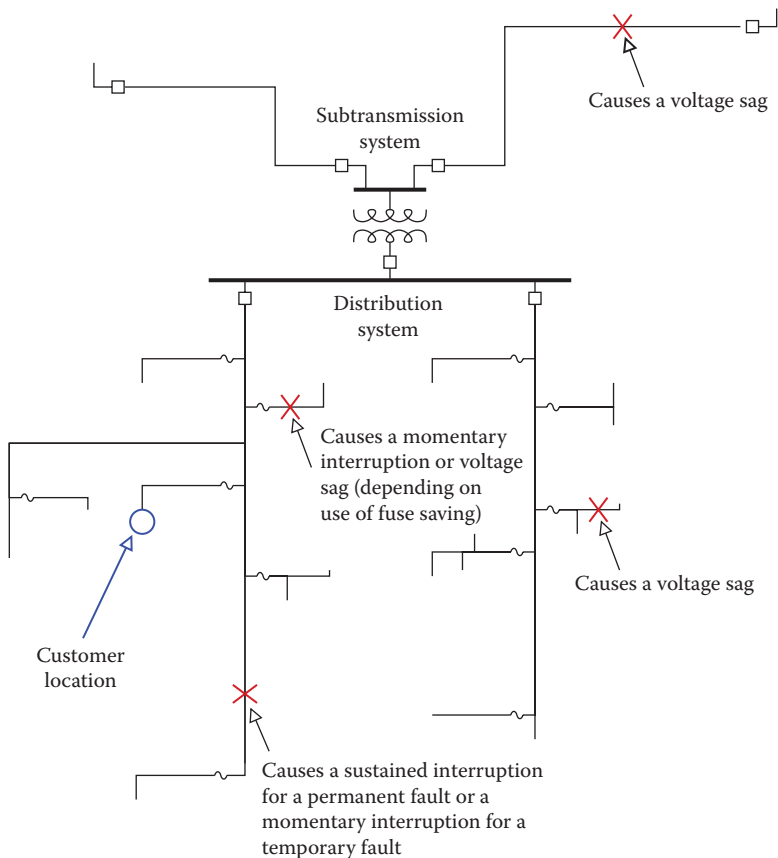 Causes a voltage sag
Subtransmission
system
Distribution
system
Causes a momentary
interruption or voltage
sag (depending on
use of fuse saving)
Causes a voltage sag
Customer
location
Causes a sustained interruption
for a permanent fault or a
momentary interruption for a
temporary fault